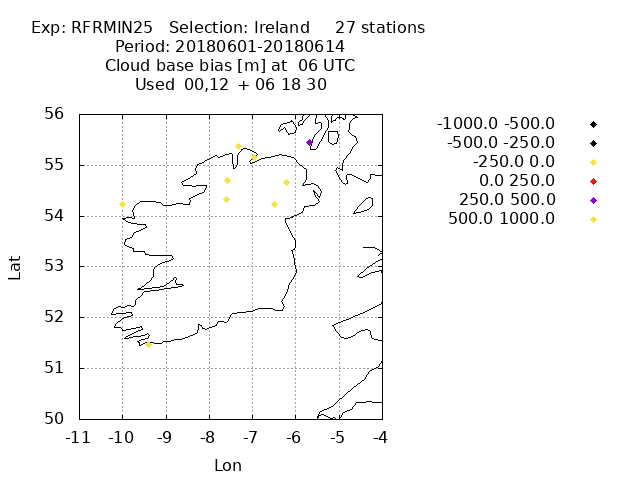 Exp: RFRMIN25   Selection: Ireland     27 stations
Period: 20180601-20180614
Cloud base bias [m] at  06 UTC
Used  00,12  + 06 18 30
-1000.0 -500.0
-500.0 -250.0
-250.0 0.0
0.0 250.0
250.0 500.0
500.0 1000.0
56
55
54
53
52
51
50
Lat
-11 -10 -9 -8 -7 -6 -5 -4
Lon